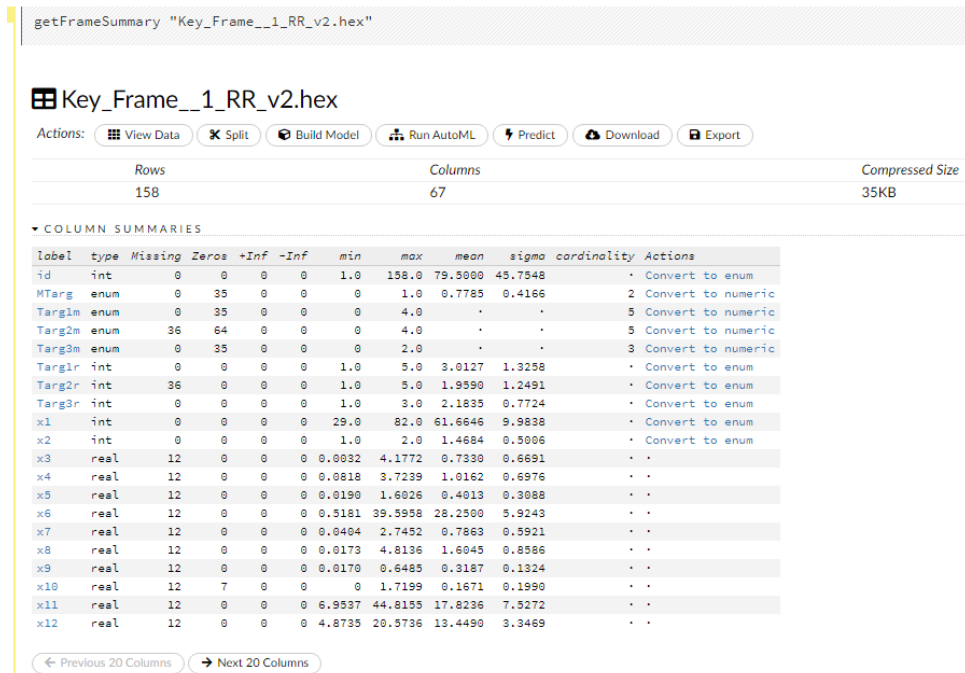 getFrameSummary "Key_Frame__1_RR_v2.hex"
Key_Frame__1_RR_v2.hex
Actions: View Data Split Build Model Run AutoML Predict Download Export
Rows Columns Compressed Size
158 67 35KB
COLUMN SUMMARIES
label type Missing Zeros +Inf -Inf min max mean sigma cardinality Actions
id int 0 0 0 0 1.0 158.0 79.5000 45.7548 · Convert to enum
MTarg enum 0 35 0 0 0 1.0 0.7785 0.4166 2 Convert to numeric
Targ1m enum 0 35 0 0 0 4.0 · · 5 Convert to numeric
Targ2m enum 36 64 0 0 0 4.0 · · 5 Convert to numeric
Targ3m enum 0 35 0 0 0 2.0 · · 3 Convert to numeric
Targ1r int 0 0 0 0 1.0 5.0 3.0127 1.3258 · Convert to enum
Targ2r int 36 0 0 0 1.0 5.0 1.9590 1.2491 · Convert to enum
Targ3r int 0 0 0 0 1.0 3.0 2.1835 0.7724 · Convert to enum
x1 int 0 0 0 0 29.0 82.0 61.6646 9.9838 · Convert to enum
x2 int 0 0 0 0 1.0 2.0 1.4684 0.5006 · Convert to enum
x3 real 12 0 0 0 0.0032 4.1772 0.7330 0.6691 · ·
x4 real 12 0 0 0 0.0818 3.7239 1.0162 0.6976 · ·
x5 real 12 0 0 0 0.0190 1.6026 0.4013 0.3088 · ·
x6 real 12 0 0 0 0.5181 39.5958 28.2500 5.9243 · ·
x7 real 12 0 0 0 0.0404 2.7452 0.7863 0.5921 · ·
x8 real 12 0 0 0 0.0173 4.8136 1.6045 0.8586 · ·
x9 real 12 0 0 0 0.0170 0.6485 0.3187 0.1324 · ·
x10 real 12 7 0 0 0 1.7199 0.1671 0.1990 · ·
x11 real 12 0 0 0 6.9537 44.8155 17.8236 7.5272 · ·
x12 real 12 0 0 0 4.8735 20.5736 13.4490 3.3469 · ·
Previous 20 Columns Next 20 Columns